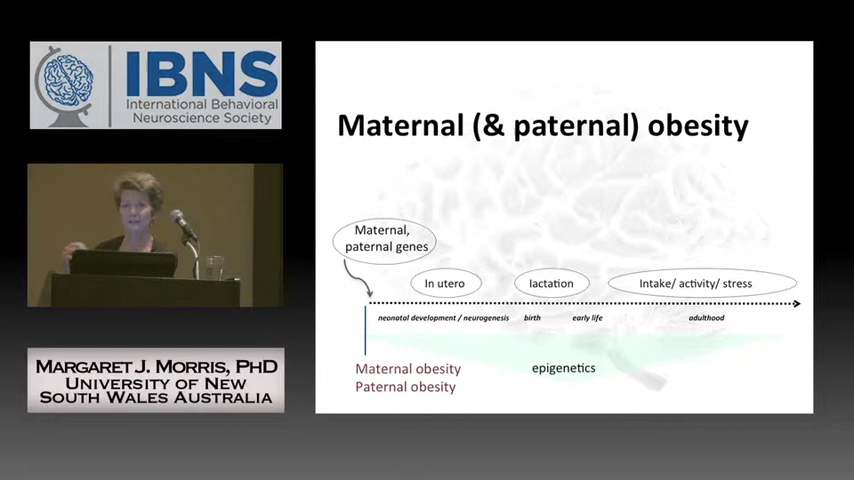 IBNS
International Behavioral
Neuroscience Society
MARGARET J. MORRIS, PHD
UNIVERSITY OF NEW
SOUTH WALES AUSTRALIA
Maternal (& paternal) obesity
Maternal,
paternal genes
In utero
lactation
Intake/ activity/ stress
neonatal development / neurogenesis
birth
early life
adulthood
Maternal obesity
Paternal obesity
epigenetics